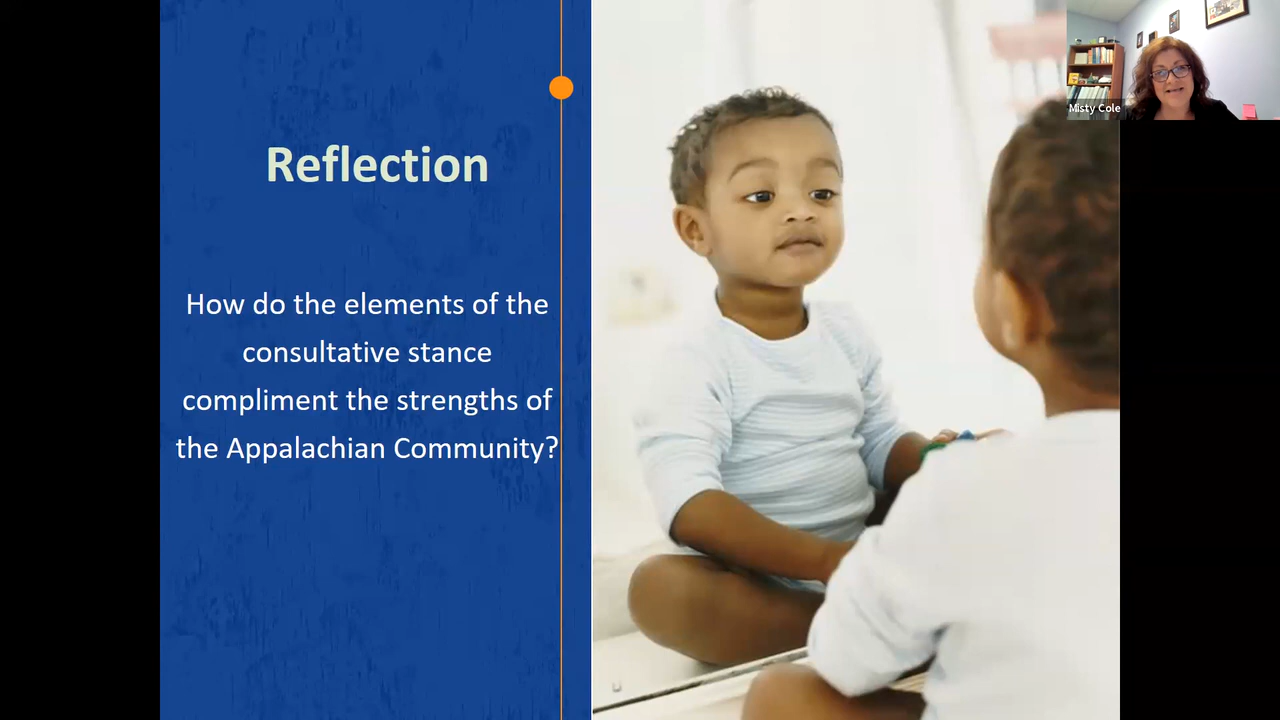 Misty Cole
Reflection
How do the elements of the
consultative stance
compliment the strengths of
the Appalachian Community?